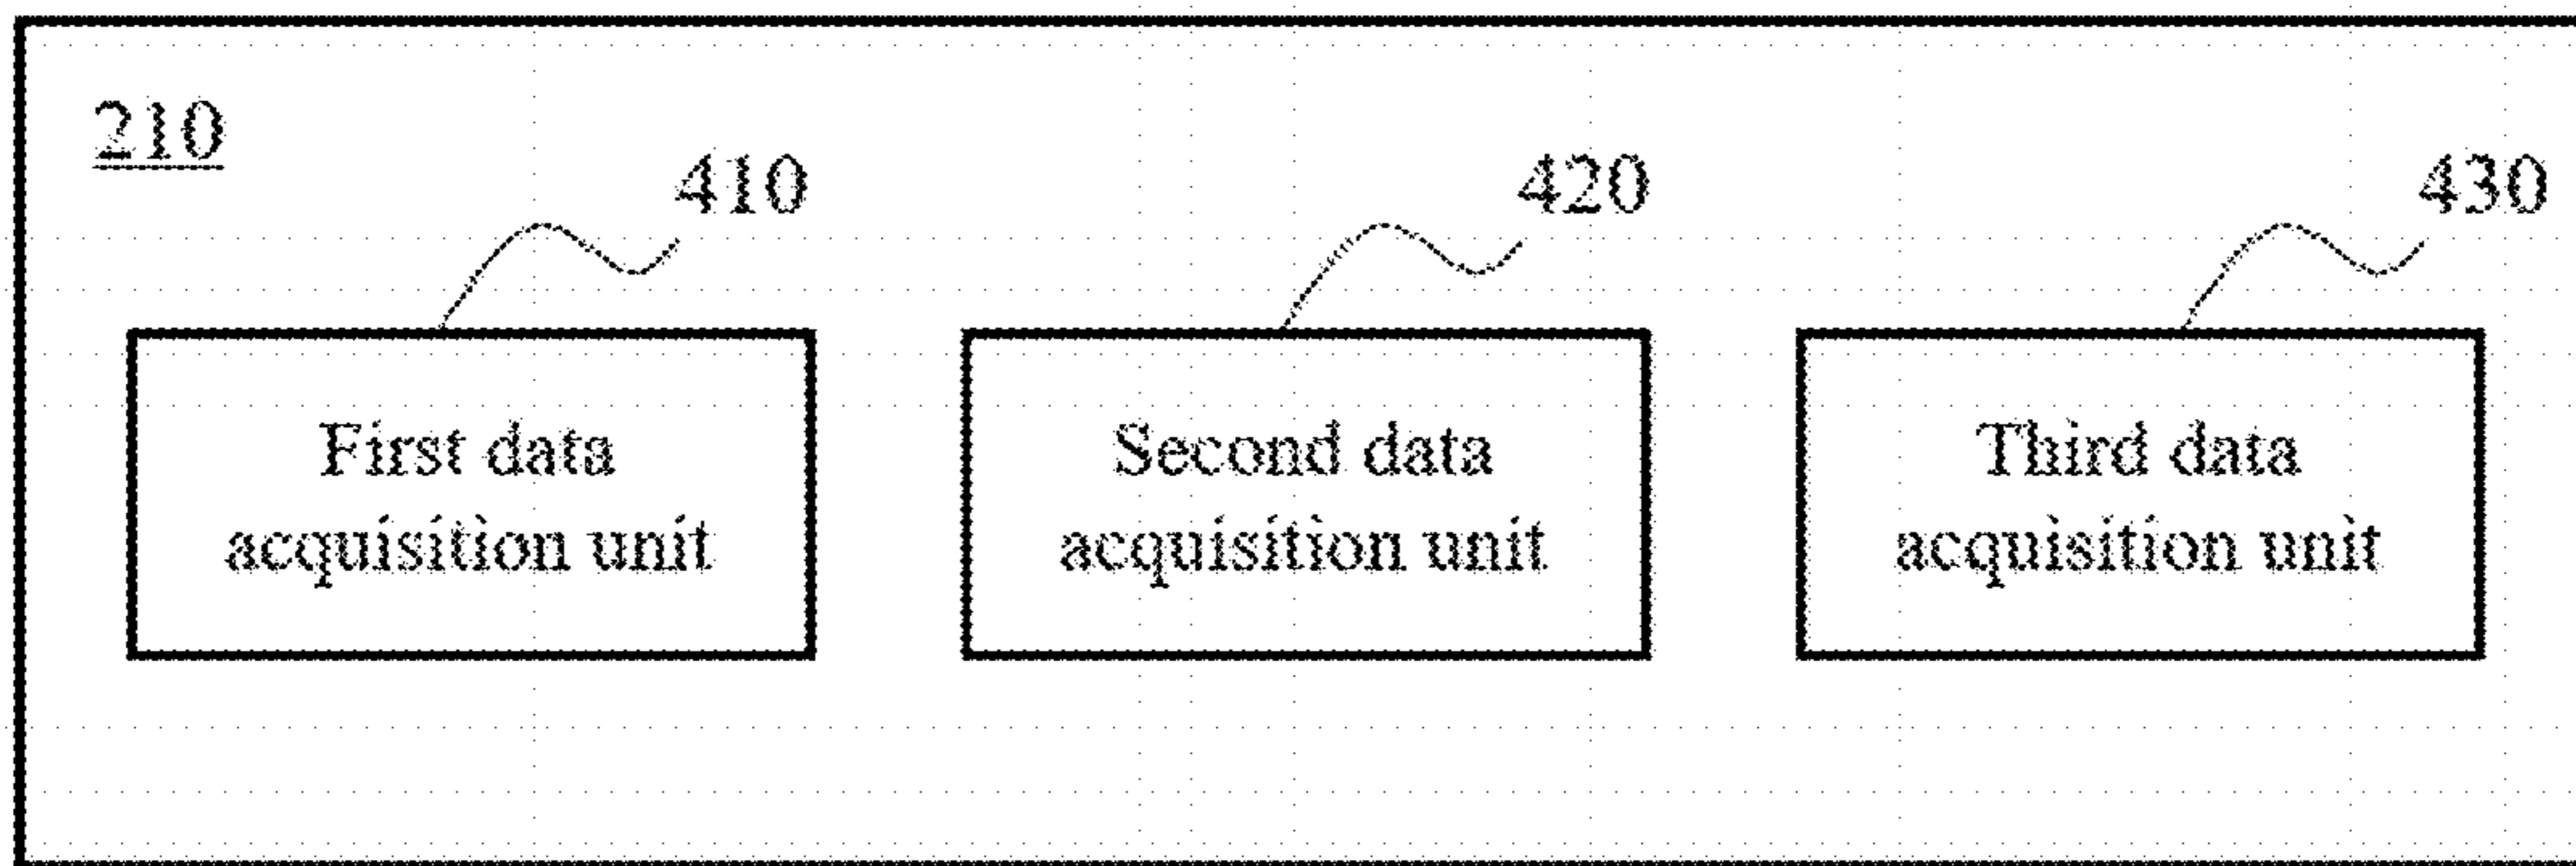 210
410
420
430
First data
acquisition unit
Second data
acquisition unit
Third data
acquisition unit